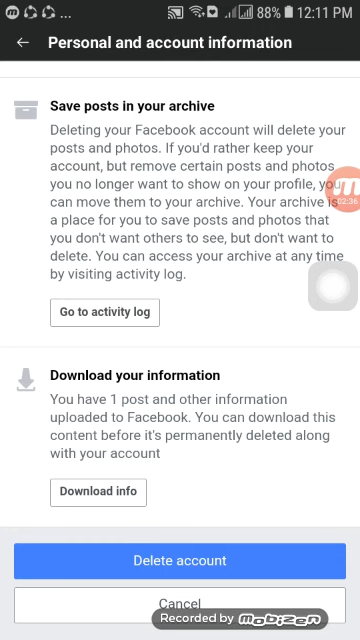 ... 88% 12:11 PM
Personal and account information
Save posts in your archive
Deleting your Facebook account will delete your
posts and photos. If you'd rather keep your
account, but remove certain posts and photos
you no longer want to show on your profile, you
can move them to your archive. Your archive is
a place for you to save posts and photos that
you don't want others to see, but don't want to
delete. You can access your archive at any time
by visiting activity log.
02:36
Go to activity log
Download your information
You have 1 post and other information
uploaded to Facebook. You can download this
content before it's permanently deleted along
with your account
Download info
Delete account
Cancel
Recorded by mobizen